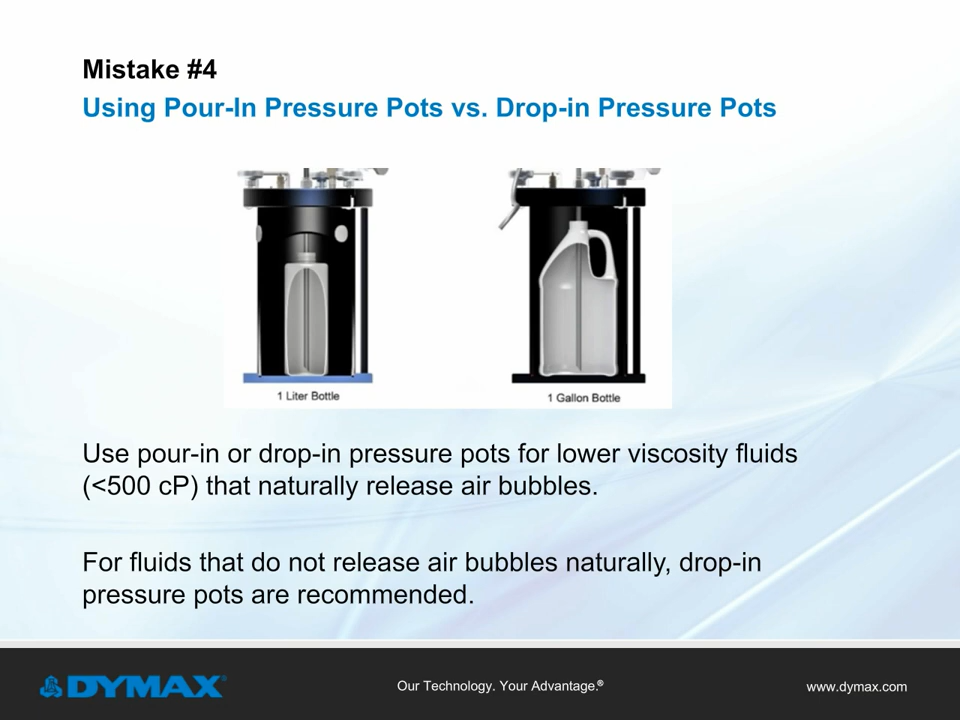 Mistake #4
Using Pour-In Pressure Pots vs. Drop-in Pressure Pots
1 Liter Bottle
1 Gallon Bottle
Use pour-in or drop-in pressure pots for lower viscosity fluids
(<500 cP) that naturally release air bubbles.
For fluids that do not release air bubbles naturally, drop-in
pressure pots are recommended.
DYMAX®
Our Technology. Your Advantage.®
www.dymax.com